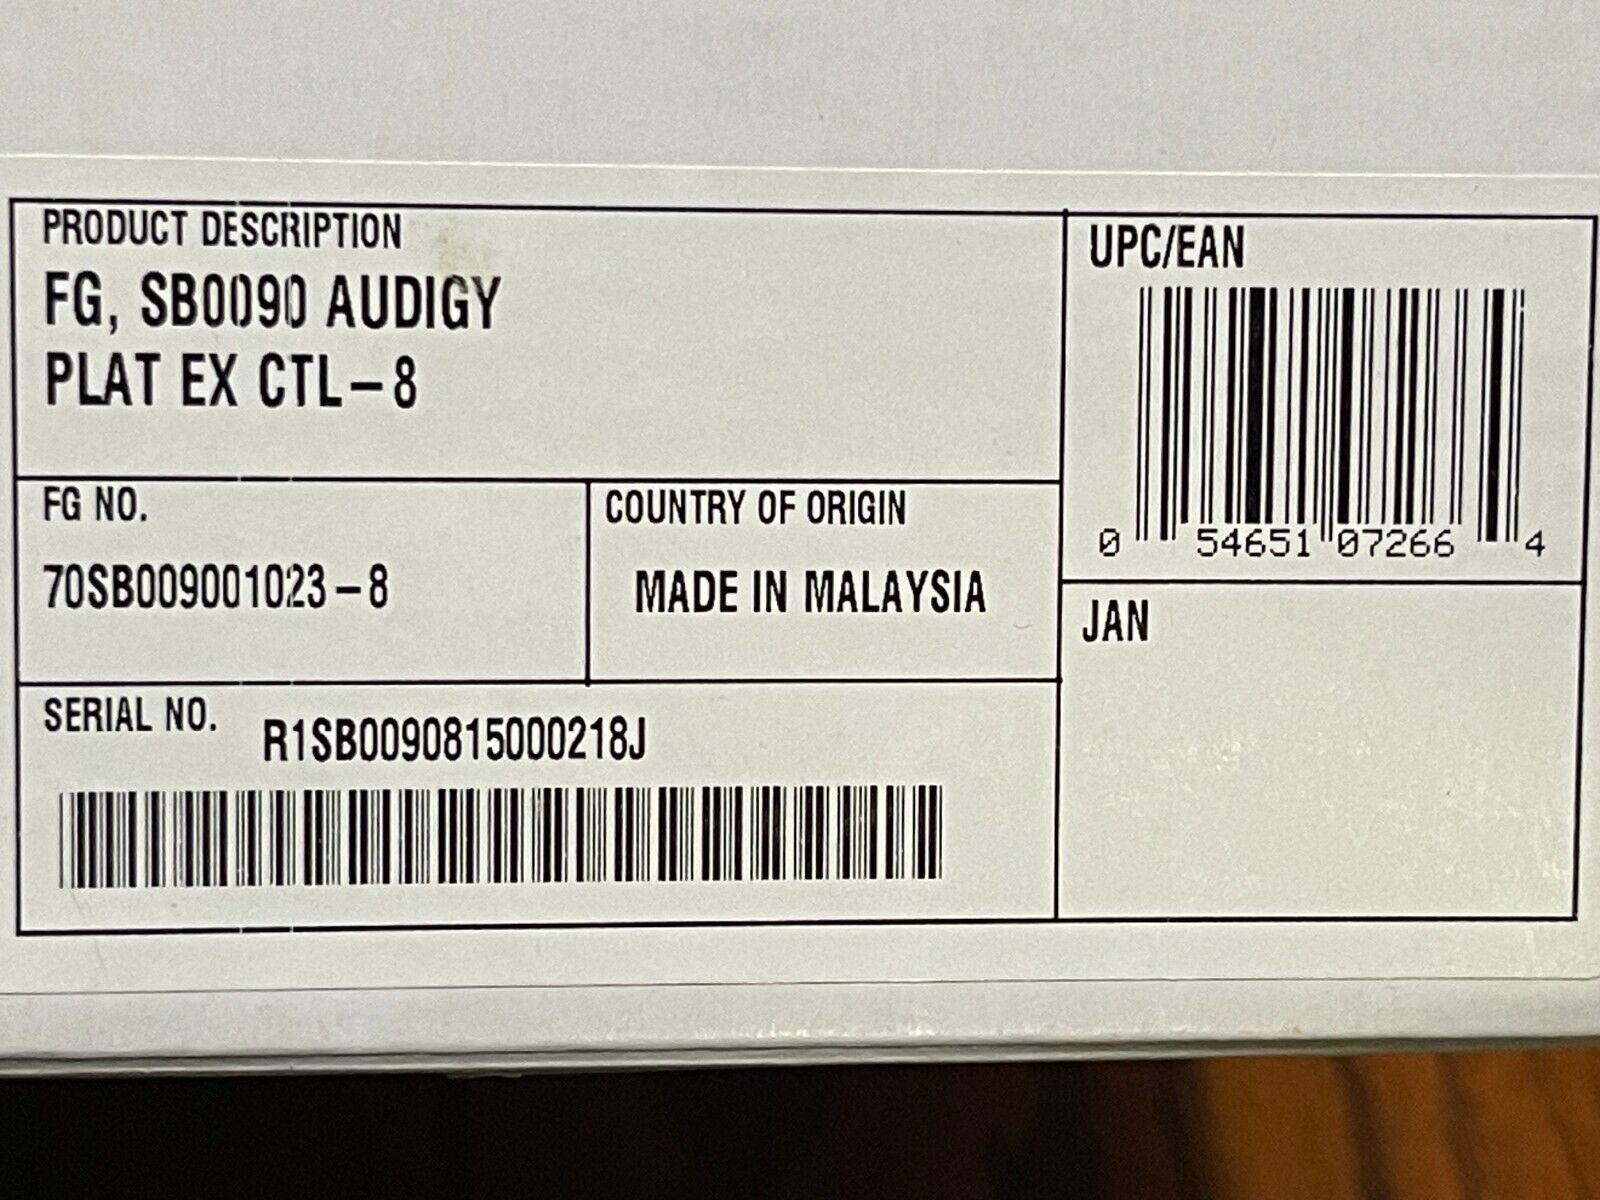 PRODUCT DESCRIPTION
FG, SB0090 AUDIGY
PLAT EX CTL-8
UPC/EAN
0 54651 07266 4
FG NO.
70SB009001023-8
COUNTRY OF ORIGIN
MADE IN MALAYSIA
JAN
SERIAL NO. R1SB0090815000218J